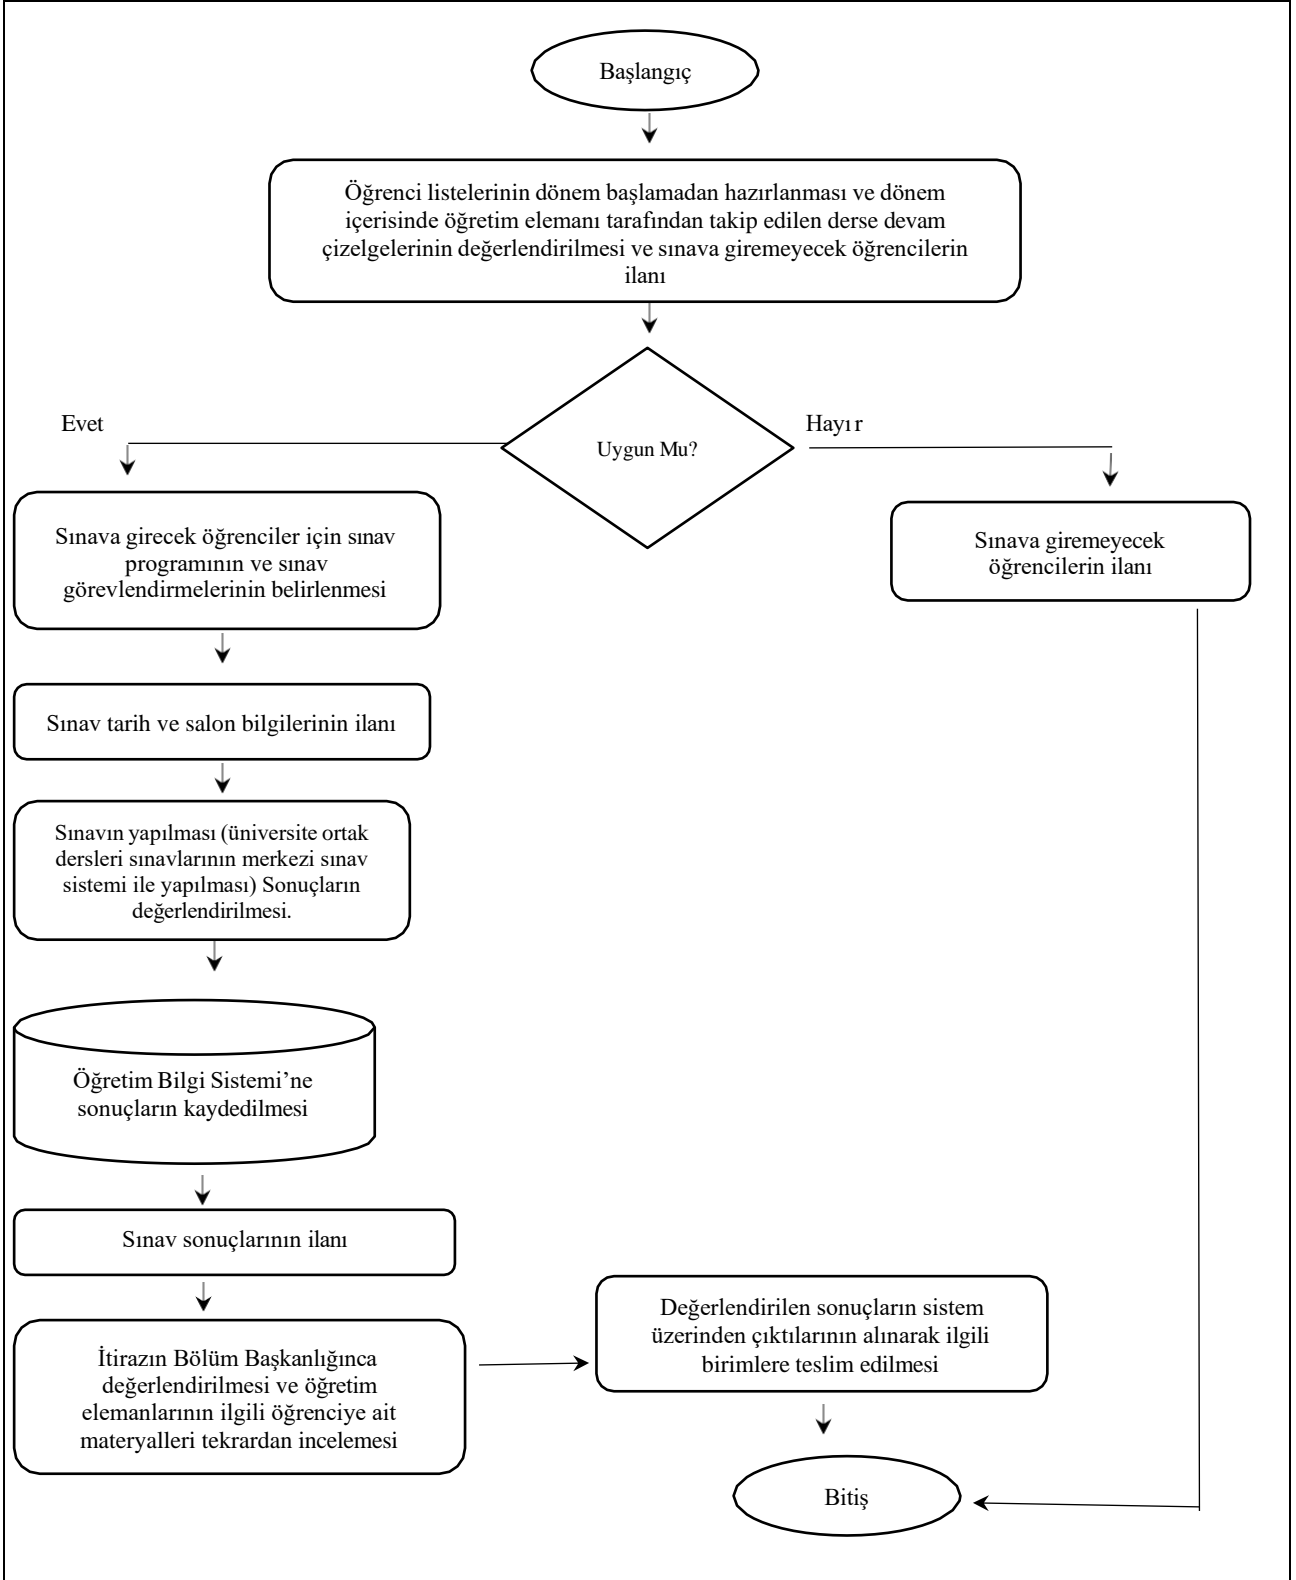 Başlangıç
Öğrenci listelerinin dönem başlamadan hazırlanması ve dönem
içerisinde öğretim elemanı tarafından takip edilen derse devam
çizelgelerinin değerlendirilmesi ve sınava giremeyecek öğrencilerin
ilanı
Evet
Hayır
Uygun Mu?
Sınava girecek öğrenciler için sınav
programının ve sınav
görevlendirmelerinin belirlenmesi
Sınava giremeyecek
öğrencilerin ilanı
Sınav tarih ve salon bilgilerinin ilanı
Sınavın yapılması (üniversite ortak
dersleri sınavlarının merkezi sınav
sistemi ile yapılması) Sonuçların
değerlendirilmesi.
Öğretim Bilgi Sistemi’ne
sonuçların kaydedilmesi
Sınav sonuçlarının ilanı
İtirazın Bölüm Başkanlığınca
değerlendirilmesi ve öğretim
elemanlarının ilgili öğrenciye ait
materyalleri tekrardan incelemesi
Değerlendirilen sonuçların sistem
üzerinden çıktılarının alınarak ilgili
birimlere teslim edilmesi
Bitiş